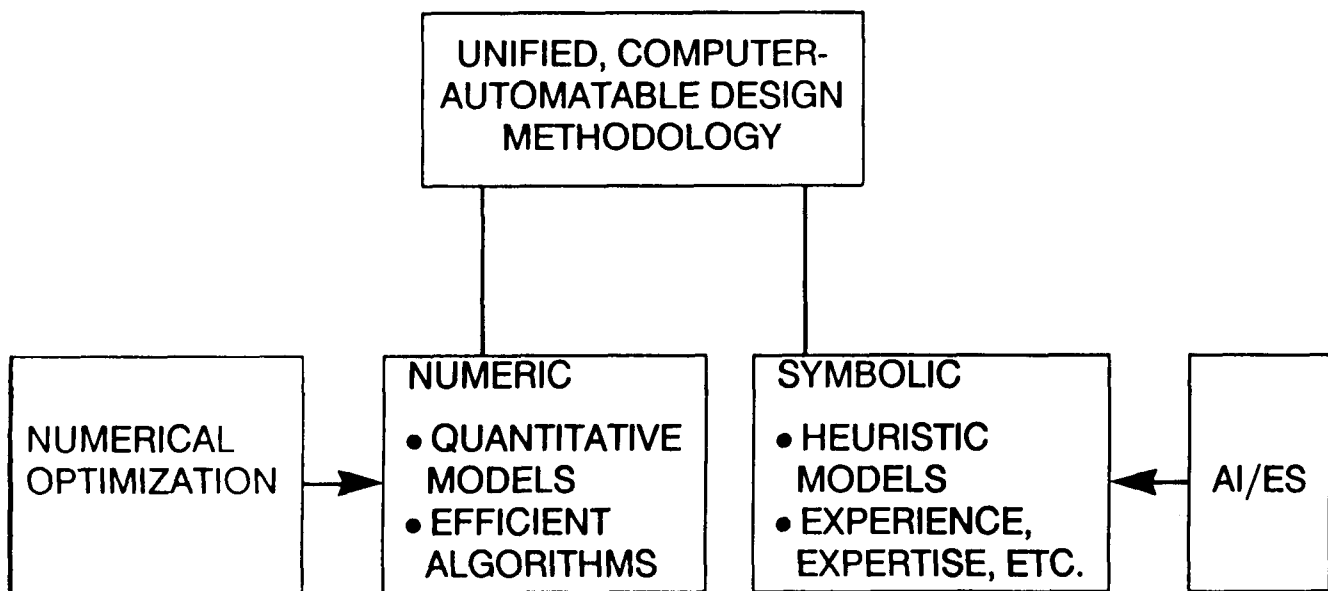 UNIFIED, COMPUTER-
AUTOMATABLE DESIGN
METHODOLOGY
NUMERICAL
OPTIMIZATION
NUMERIC
• QUANTITATIVE
MODELS
• EFFICIENT
ALGORITHMS
SYMBOLIC
• HEURISTIC
MODELS
• EXPERIENCE,
EXPERTISE, ETC.
AI/ES